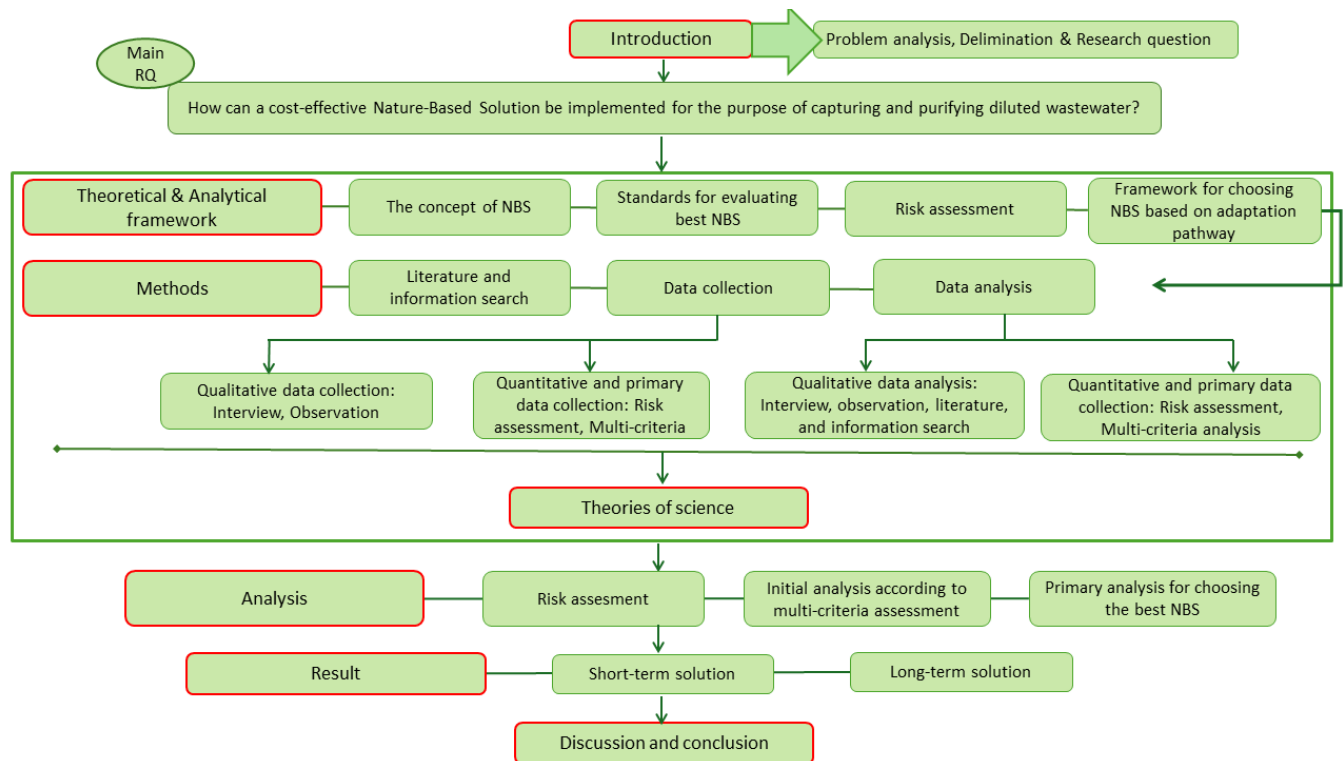 Introduction
Problem analysis, Delimination & Research question
Main
RQ
How can a cost-effective Nature-Based Solution be implemented for the purpose of capturing and purifying diluted wastewater?
Theoretical & Analytical
framework
The concept of NBS
Standards for evaluating
best NBS
Risk assessment
Framework for choosing
NBS based on adaptation
pathway
Methods
Literature and
information search
Data collection
Data analysis
Qualitative data collection:
Interview, Observation
Quantitative and primary
data collection: Risk
assessment, Multi-criteria
Qualitative data analysis:
Interview, observation, literature,
and information search
Quantitative and primary data
collection: Risk assessment,
Multi-criteria analysis
Theories of science
Analysis
Risk assesment
Initial analysis according to
multi-criteria assessment
Primary analysis for choosing
the best NBS
Result
Short-term solution
Long-term solution
Discussion and conclusion